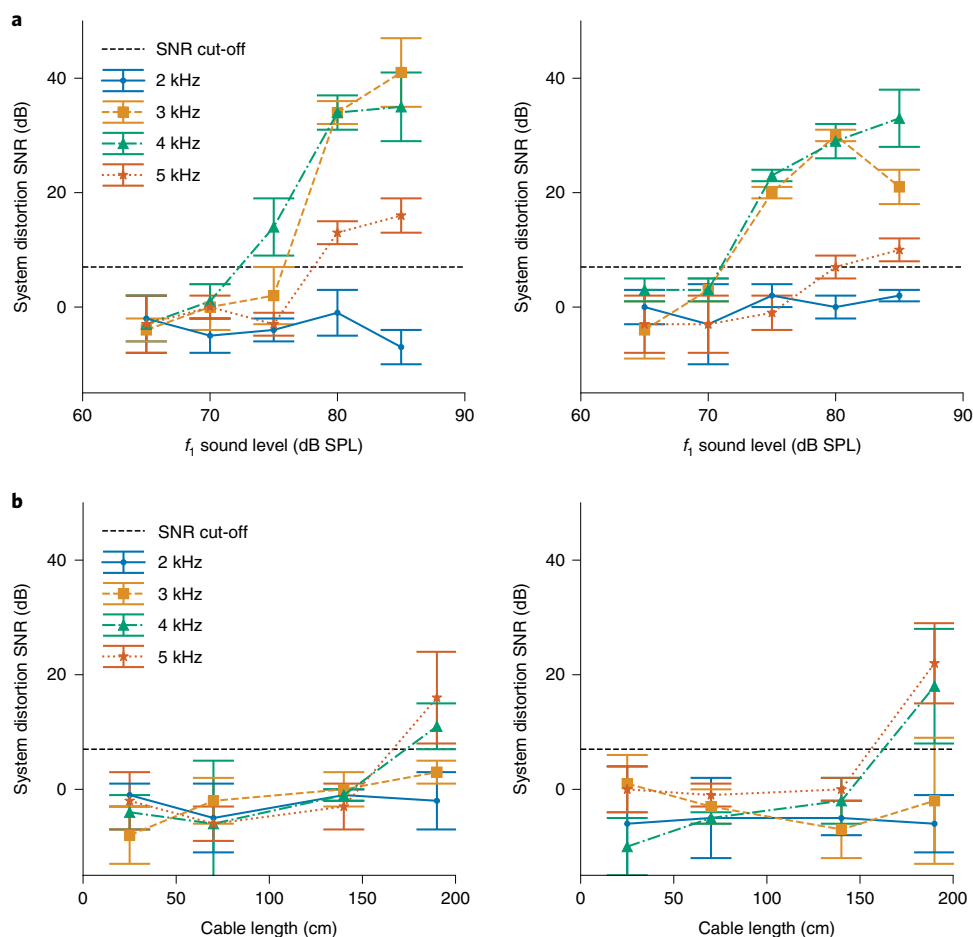 a
SNR cut-off
2 kHz
3 kHz
4 kHz
5 kHz
System distortion SNR (dB)
40
20
0
60
70
80
90
f1 sound level (dB SPL)
System distortion SNR (dB)
40
20
0
60
70
80
90
f1 sound level (dB SPL)
b
SNR cut-off
2 kHz
3 kHz
4 kHz
5 kHz
System distortion SNR (dB)
40
20
0
0
50
100
150
200
Cable length (cm)
System distortion SNR (dB)
40
20
0
0
50
100
150
200
Cable length (cm)